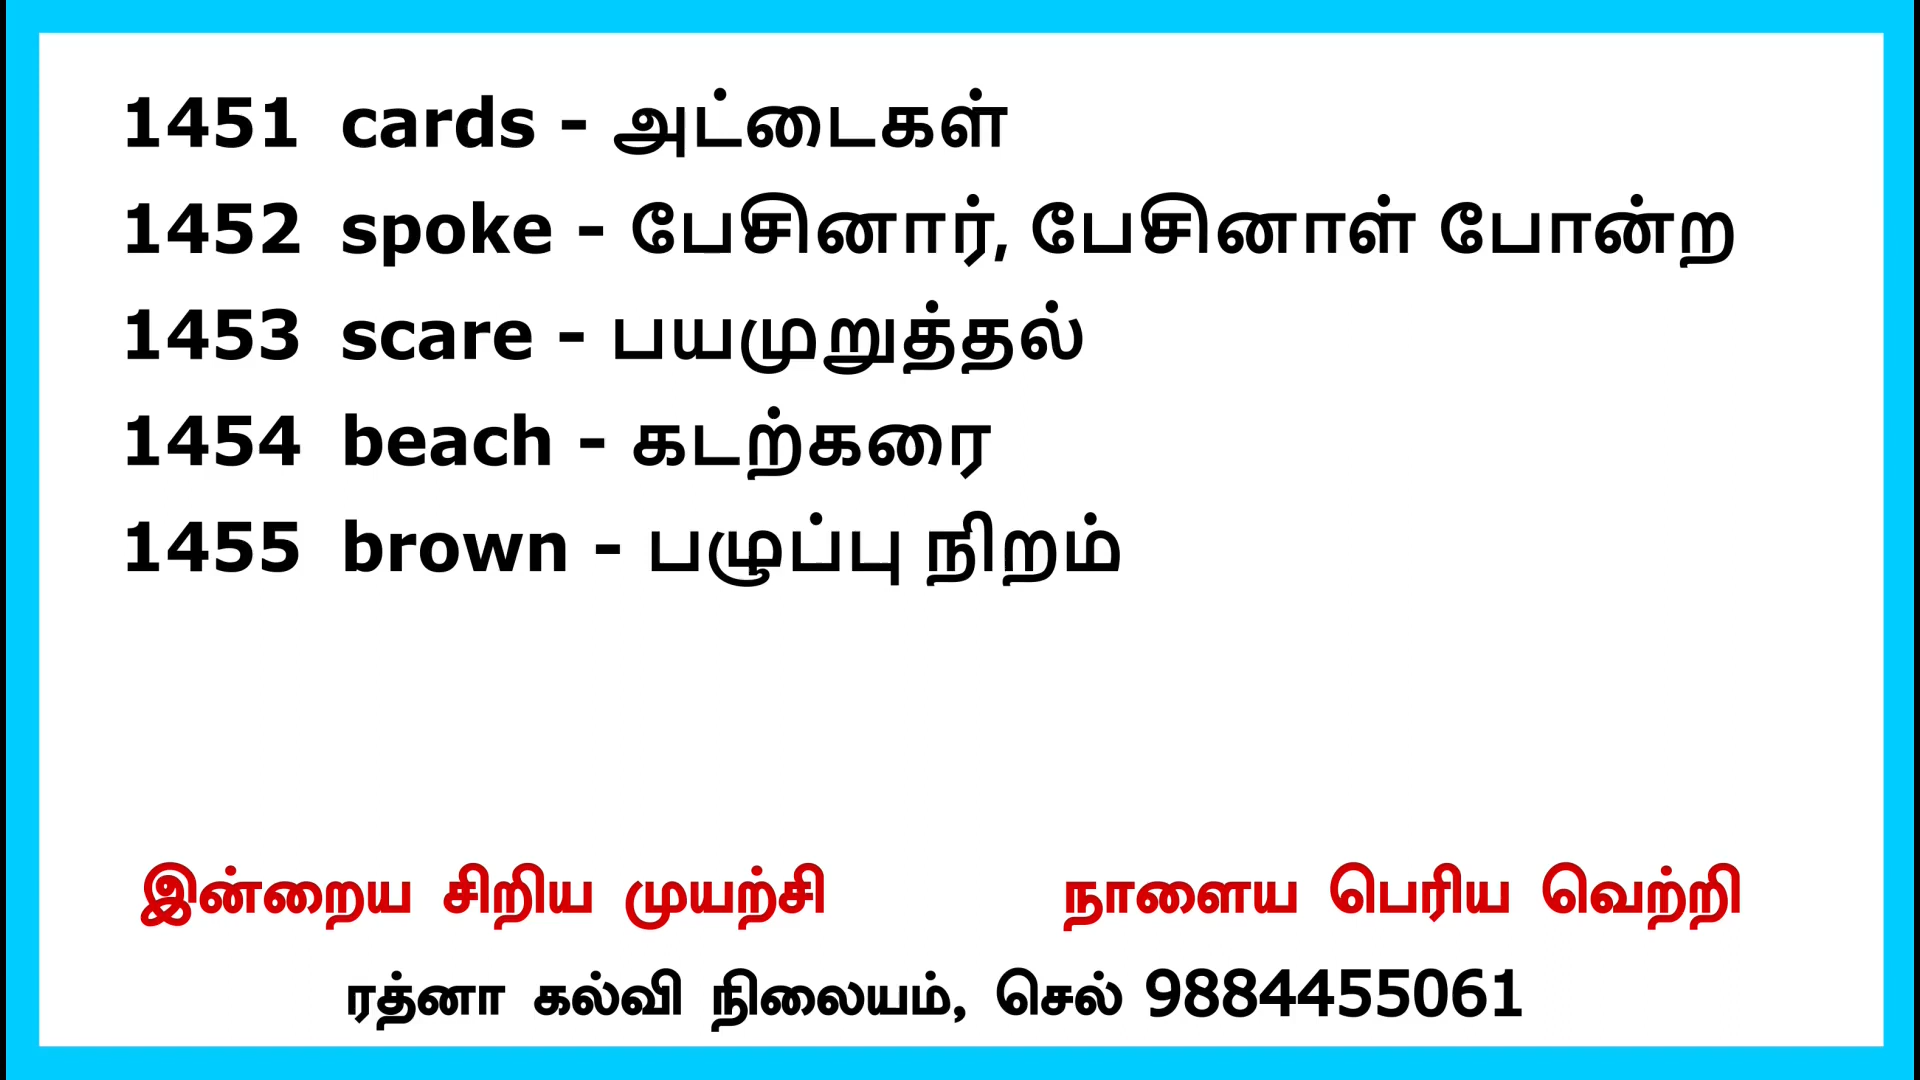 1451 cards - அட்டைகள்
1452 spoke - பேசினார், பேசினாள் போன்ற
1453 scare - பயமுறுத்தல்
1454 beach - கடற்கரை
1455 brown - பழுப்பு நிறம்
இன்றைய சிறிய முயற்சி நாளைய பெரிய வெற்றி
ரத்னா கல்வி நிலையம், செல் 9884455061